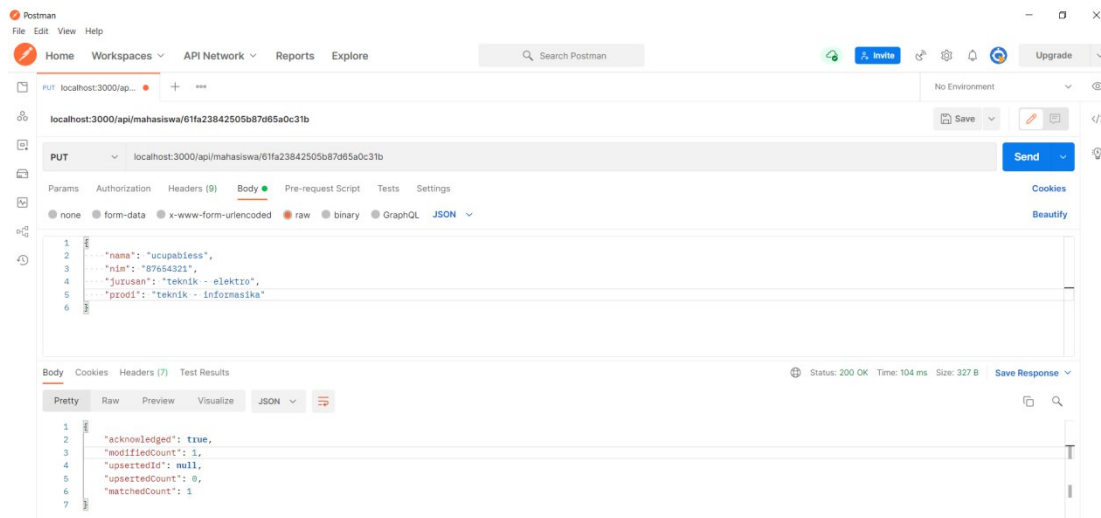 Postman
File Edit View Help
Home Workspaces API Network Reports Explore Search Postman Invite Upgrade
PUT localhost:3000/ap... + ooo No Environment
localhost:3000/api/mahasiswa/61fa23842505b87d65a0c31b Save
PUT localhost:3000/api/mahasiswa/61fa23842505b87d65a0c31b Send
Params Authorization Headers (9) Body Pre-request Script Tests Settings Cookies
none form-data x-www-form-urlencoded raw binary GraphQL JSON Beautify
1 {
2 "nama": "ucupabiess",
3 "nim": "87654321",
4 "jurusan": "teknik - elektro",
5 "prodi": "teknik - informasika"
6 }
Body Cookies Headers (7) Test Results Status: 200 OK Time: 104 ms Size: 327 B Save Response
Pretty Raw Preview Visualize JSON
1 {
2 "acknowledged": true,
3 "modifiedCount": 1,
4 "upsertedId": null,
5 "upsertedCount": 0,
6 "matchedCount": 1
7 }